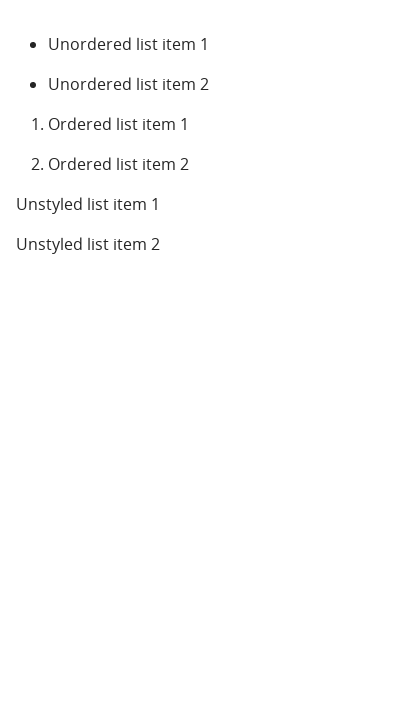 • Unordered list item 1
• Unordered list item 2
1. Ordered list item 1
2. Ordered list item 2
Unstyled list item 1
Unstyled list item 2